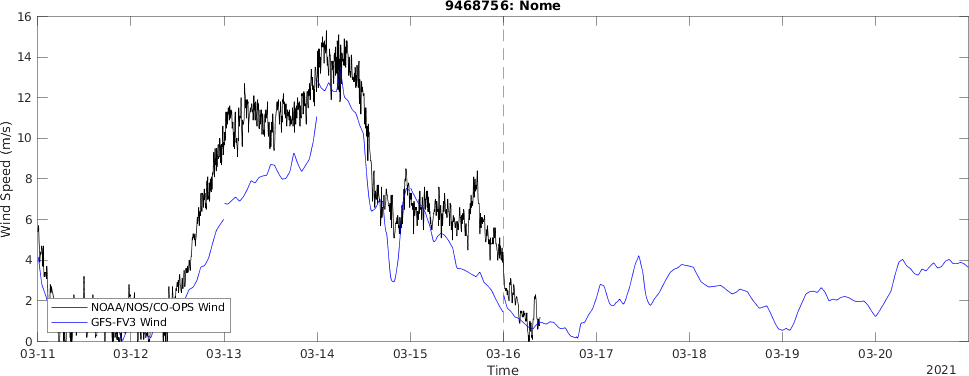 9468756: Nome
16
14
12
10
8
6
4
2
0
Wind Speed (m/s)
NOAA/NOS/CO-OPS Wind
GFS-FV3 Wind
03-11 03-12 03-13 03-14 03-15 03-16 03-17 03-18 03-19 03-20
Time
2021